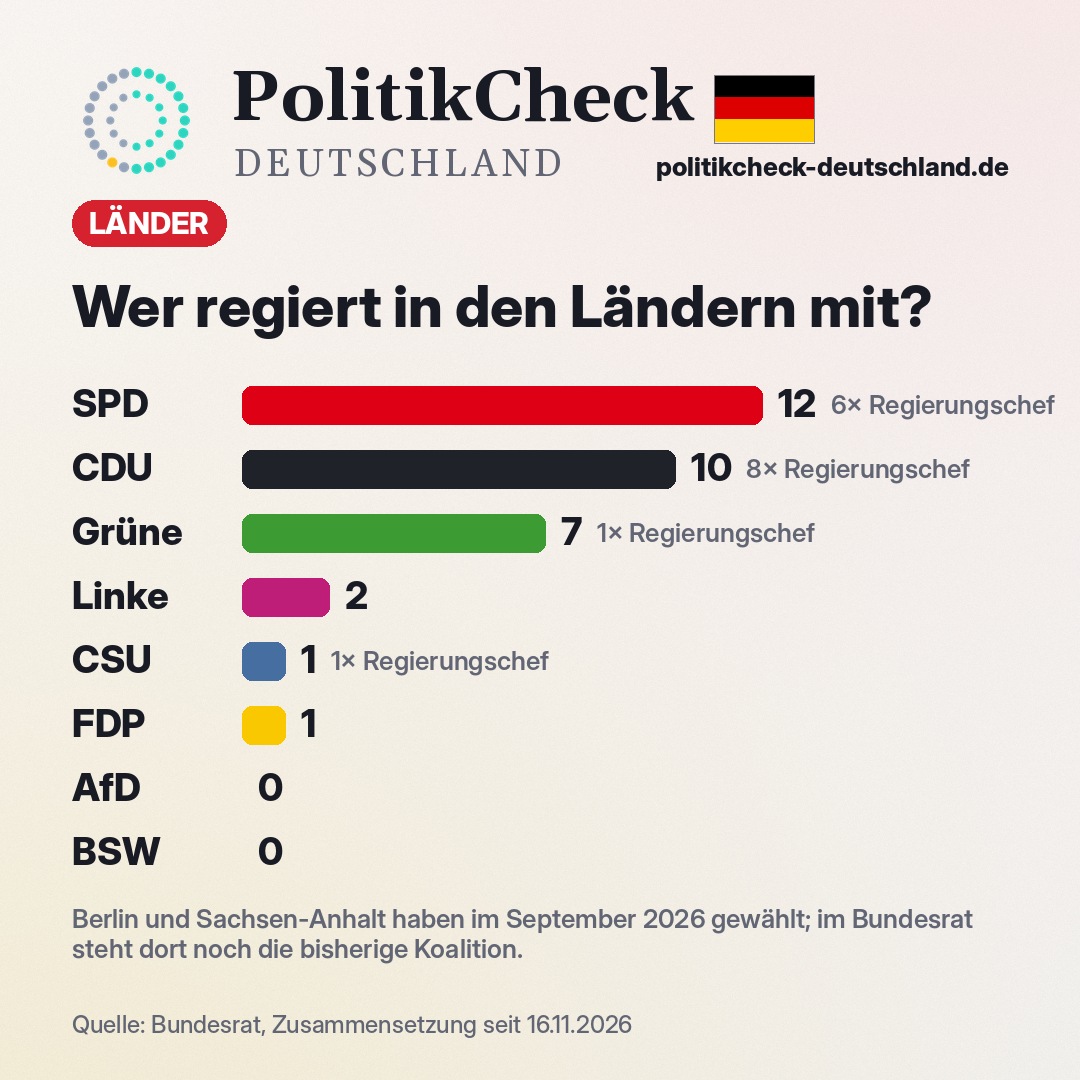 PolitikCheck
DEUTSCHLAND
politikcheck-deutschland.de
LÄNDER
Wer regiert in den Ländern mit?
SPD 12 6× Regierungschef
CDU 10 8× Regierungschef
Grüne 7 1× Regierungschef
Linke 2
CSU 1 1× Regierungschef
FDP 1
AfD 0
BSW 0
Berlin und Sachsen-Anhalt haben im September 2026 gewählt; im Bundesrat
steht dort noch die bisherige Koalition.
Quelle: Bundesrat, Zusammensetzung seit 16.11.2026